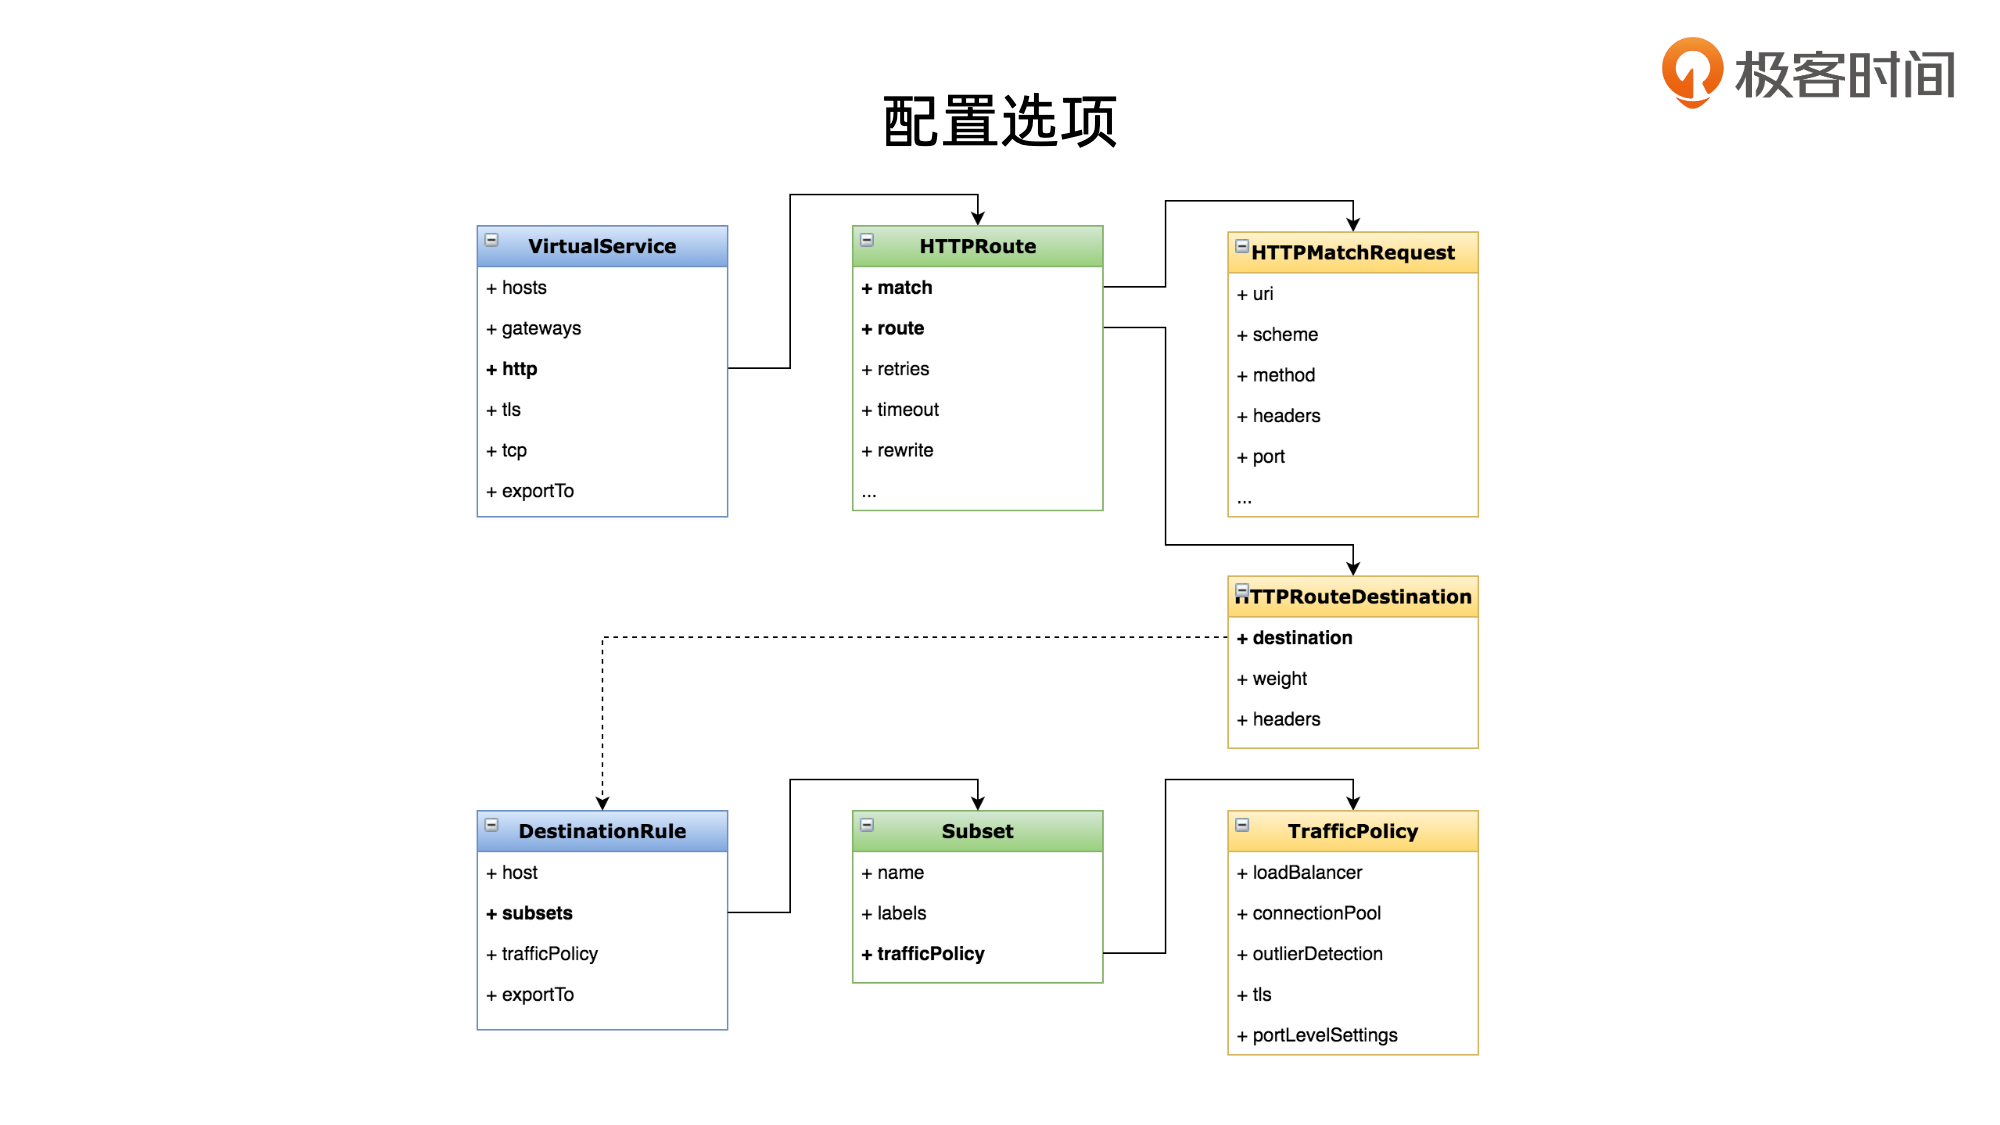 极客时间
配置选项
VirtualService
+ hosts
+ gateways
+ http
+ tls
+ tcp
+ exportTo
HTTPRoute
+ match
+ route
+ retries
+ timeout
+ rewrite
...
HTTPMatchRequest
+ uri
+ scheme
+ method
+ headers
+ port
...
HTTPRouteDestination
+ destination
+ weight
+ headers
DestinationRule
+ host
+ subsets
+ trafficPolicy
+ exportTo
Subset
+ name
+ labels
+ trafficPolicy
TrafficPolicy
+ loadBalancer
+ connectionPool
+ outlierDetection
+ tls
+ portLevelSettings